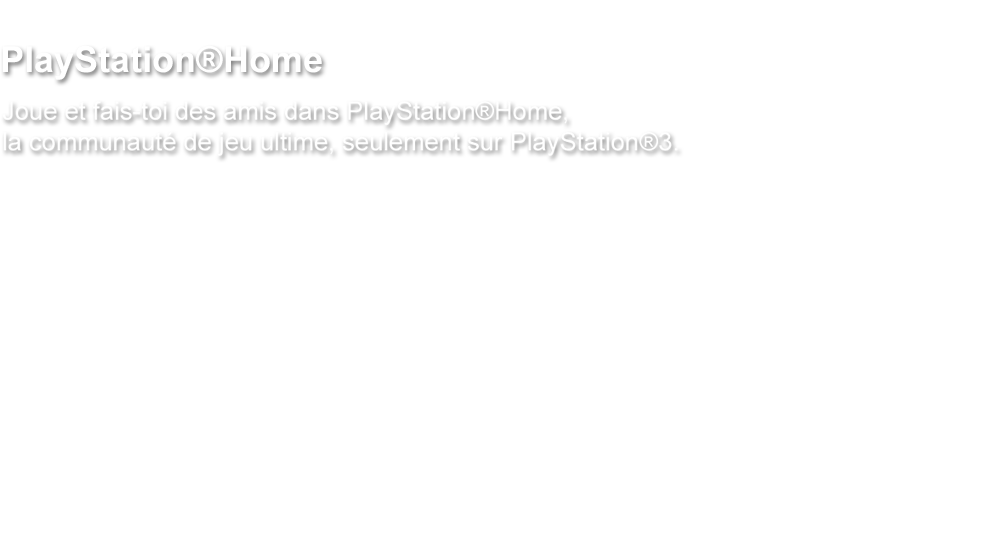 PlayStation®Home
Joue et fais-toi des amis dans PlayStation®Home,
la communauté de jeu ultime, seulement sur PlayStation®3.